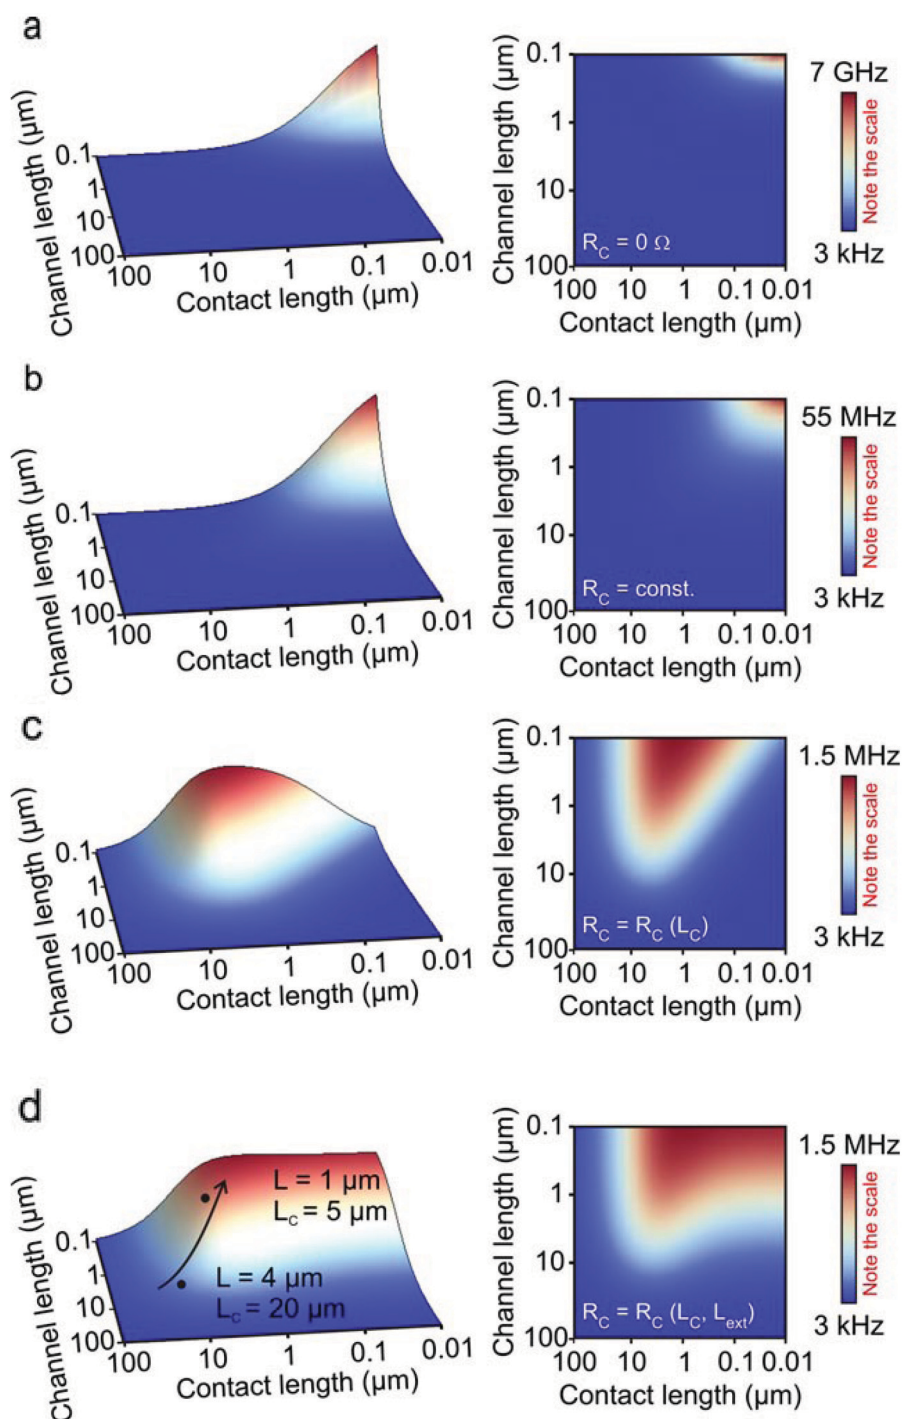 a
Channel length (µm)
0.1
1
10
100
100
10
1
0.1
0.01
Contact length (µm)
Channel length (µm)
0.1
1
10
100
R_C = 0 Ω
100
10
1
0.1
0.01
Contact length (µm)
7 GHz
Note the scale
3 kHz
b
Channel length (µm)
0.1
1
10
100
100
10
1
0.1
0.01
Contact length (µm)
Channel length (µm)
0.1
1
10
100
R_C = const.
100
10
1
0.1
0.01
Contact length (µm)
55 MHz
Note the scale
3 kHz
c
Channel length (µm)
0.1
1
10
100
100
10
1
0.1
0.01
Contact length (µm)
Channel length (µm)
0.1
1
10
100
R_C = R_C (L_C)
100
10
1
0.1
0.01
Contact length (µm)
1.5 MHz
Note the scale
3 kHz
d
Channel length (µm)
0.1
1
10
100
L = 1 µm
L_C = 5 µm
L = 4 µm
L_C = 20 µm
100
10
1
0.1
0.01
Contact length (µm)
Channel length (µm)
0.1
1
10
100
R_C = R_C (L_C, L_ext)
100
10
1
0.1
0.01
Contact length (µm)
1.5 MHz
Note the scale
3 kHz